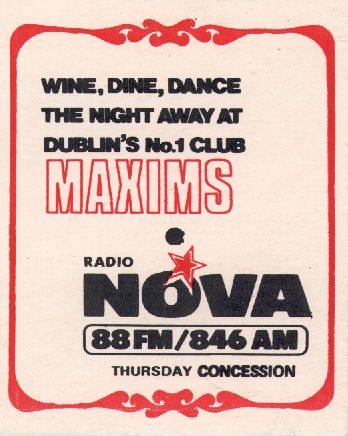 WINE, DINE, DANCE
THE NIGHT AWAY AT
DUBLIN'S No.1 CLUB
MAXIMS
RADIO
NOVA
88 FM/846 AM
THURSDAY CONCESSION